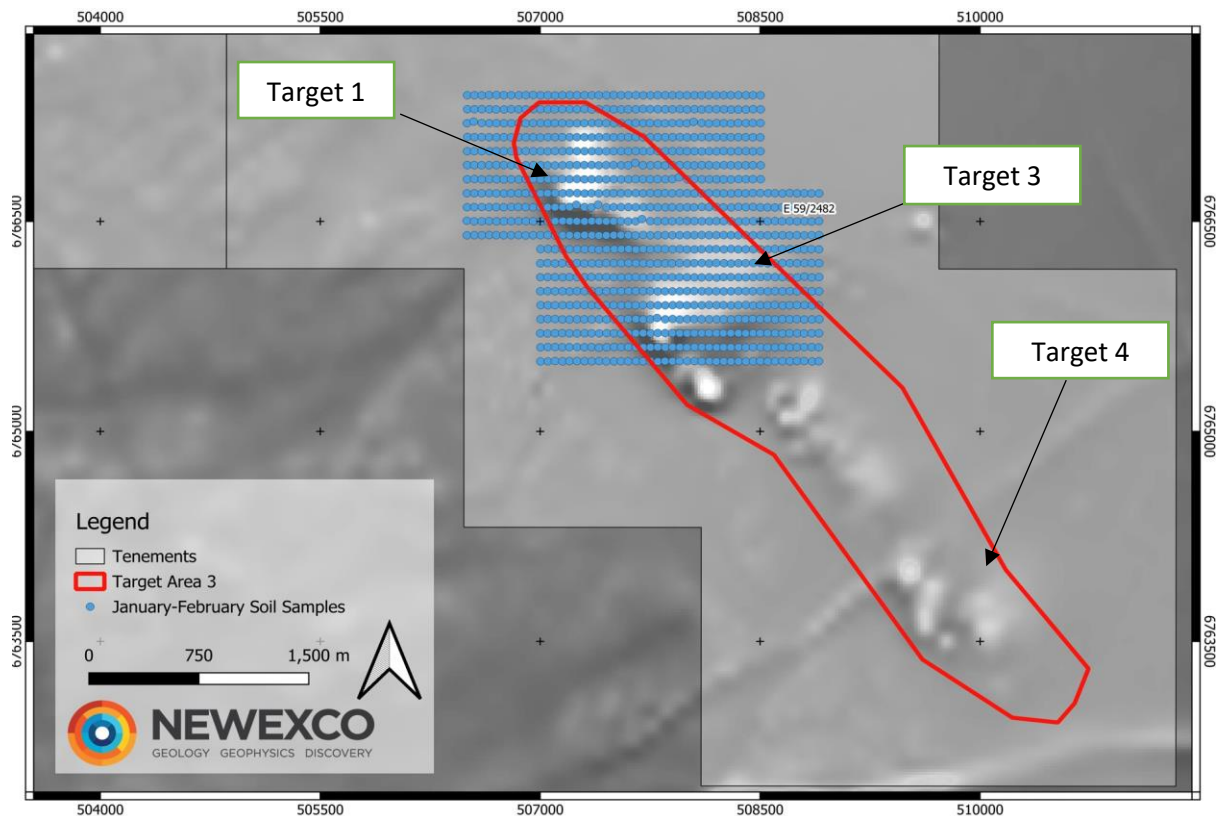 504000 505500 507000 508500 510000
Target 1
Target 3
E 59/2482
6766500 6766500
Target 4
6765000 6765000
Legend
Tenements
Target Area 3
January-February Soil Samples
6763500 6763500
0 750 1,500 m
NEWEXCO
GEOLOGY GEOPHYSICS DISCOVERY
504000 505500 507000 508500 510000